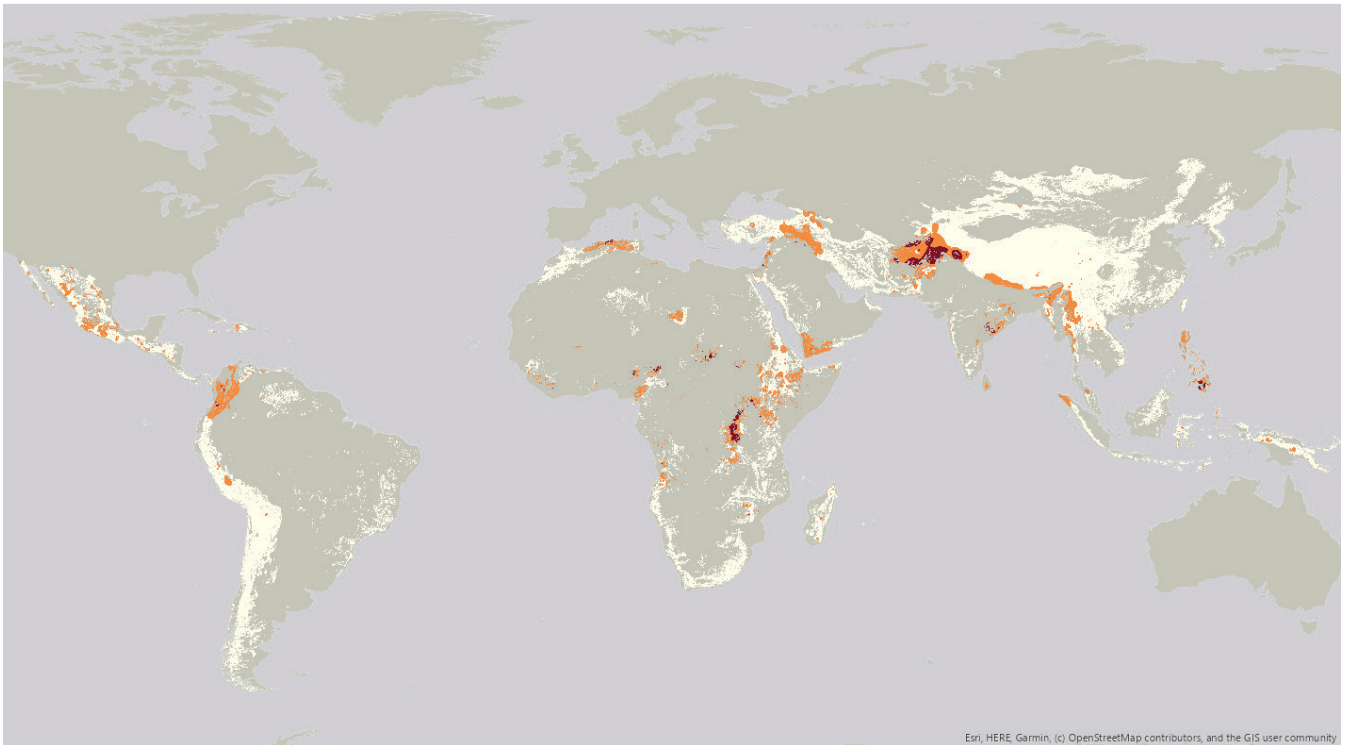 Esri, HERE, Garmin, (c) OpenStreetMap contributors, and the GIS user community